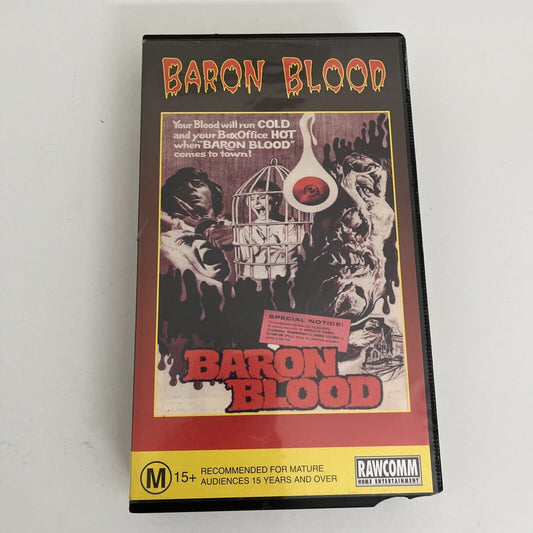 BARON BLOOD
Your Blood will run COLD
and your BoxOffice HOT
when "BARON BLOOD"
comes to town!
SPECIAL NOTICE!
BARON
BLOOD
M 15+
RECOMMENDED FOR MATURE
AUDIENCES 15 YEARS AND OVER
RAWCOMM
HOME ENTERTAINMENT